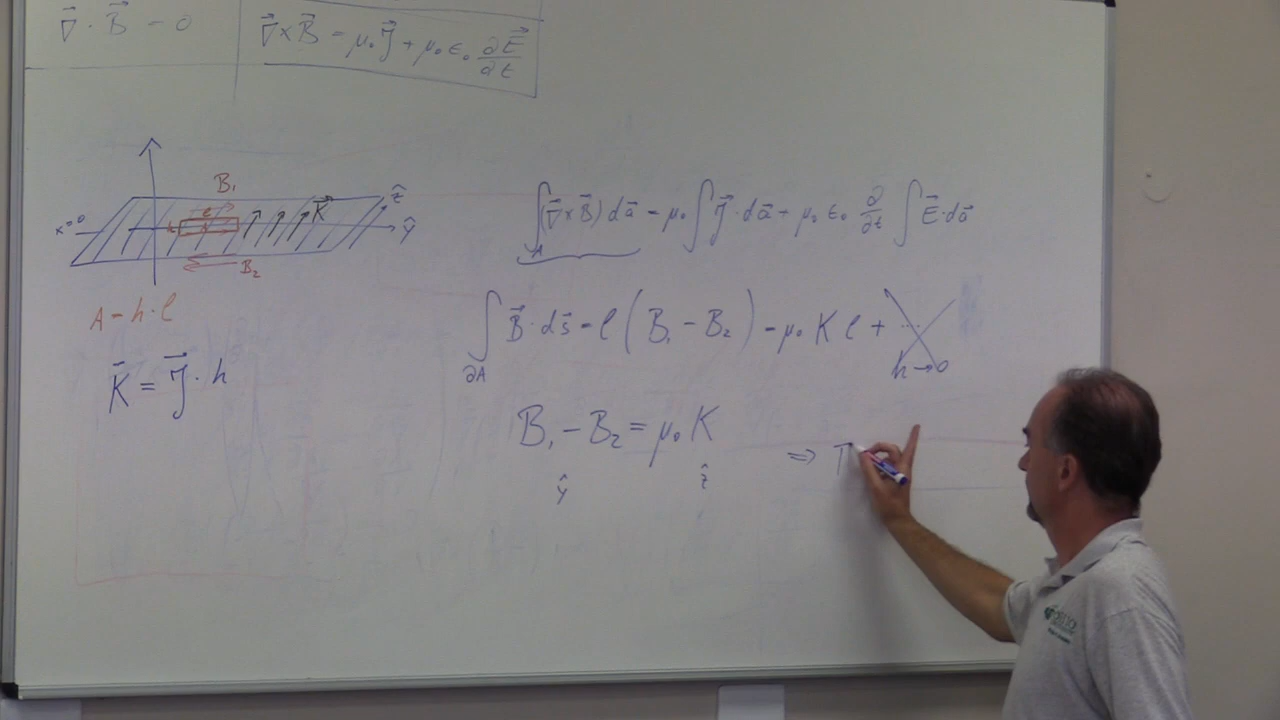 ∇⃗ · B⃗ = 0
∇⃗ × B⃗ = μ₀ J⃗ + μ₀ ε₀ ∂E⃗/∂t
B₁
ẑ
K⃗
x=0
l
h
ŷ
B₂
A = h · l
K⃗ = J⃗ · h
∫_A (∇⃗ × B⃗) da⃗ = μ₀ ∫ J⃗ · da⃗ + μ₀ ε₀ ∂/∂t ∫ E⃗ · da⃗
∫_∂A B⃗ · ds⃗ = l (B₁ − B₂) = μ₀ K l + ...
h → 0
B₁ − B₂ = μ₀ K
ŷ ẑ
⇒ T